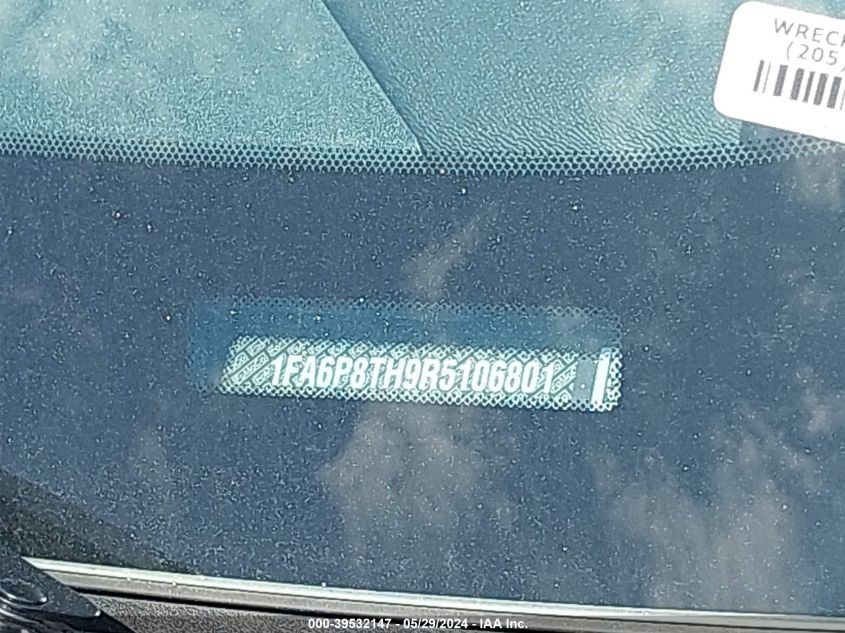 WRECK
(205
1FA6P8TH9R5106801
000-39532147 - 05/29/2024 - IAA Inc.